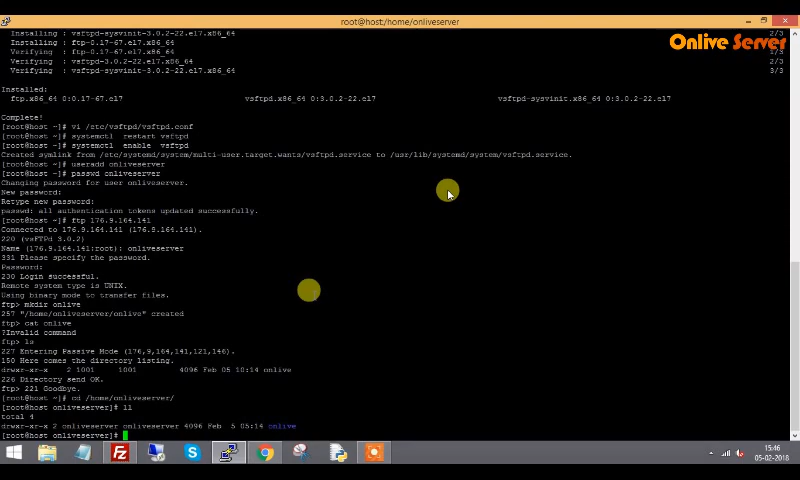 root@host:/home/onliveserver
Onlive Server
Installing : vsftpd-sysvinit-3.0.2-22.el7.x86_64 2/3
Installing : ftp-0.17-67.el7.x86_64 3/3
Verifying : ftp-0.17-67.el7.x86_64 1/3
Verifying : vsftpd-3.0.2-22.el7.x86_64 2/3
Verifying : vsftpd-sysvinit-3.0.2-22.el7.x86_64 3/3
Installed:
ftp.x86_64 0:0.17-67.el7 vsftpd.x86_64 0:3.0.2-22.el7 vsftpd-sysvinit.x86_64 0:3.0.2-22.el7
Complete!
[root@host ~]# vi /etc/vsftpd/vsftpd.conf
[root@host ~]# systemctl restart vsftpd
[root@host ~]# systemctl enable vsftpd
Created symlink from /etc/systemd/system/multi-user.target.wants/vsftpd.service to /usr/lib/systemd/system/vsftpd.service.
[root@host ~]# useradd onliveserver
[root@host ~]# passwd onliveserver
Changing password for user onliveserver.
New password:
Retype new password:
passwd: all authentication tokens updated successfully.
[root@host ~]# ftp 176.9.164.141
Connected to 176.9.164.141 (176.9.164.141).
220 (vsFTPd 3.0.2)
Name (176.9.164.141:root): onliveserver
331 Please specify the password.
Password:
230 Login successful.
Remote system type is UNIX.
Using binary mode to transfer files.
ftp> mkdir onlive
257 "/home/onliveserver/onlive" created
ftp> cat onlive
?Invalid command
ftp> ls
227 Entering Passive Mode (176,9,164,141,121,146).
150 Here comes the directory listing.
drwxr-xr-x 2 1001 1001 4096 Feb 05 10:14 onlive
226 Directory send OK.
ftp> 221 Goodbye.
[root@host ~]# cd /home/onliveserver/
[root@host onliveserver]# ll
total 4
drwxr-xr-x 2 onliveserver onliveserver 4096 Feb 5 05:14 onlive
[root@host onliveserver]#
15:46
05-02-2018